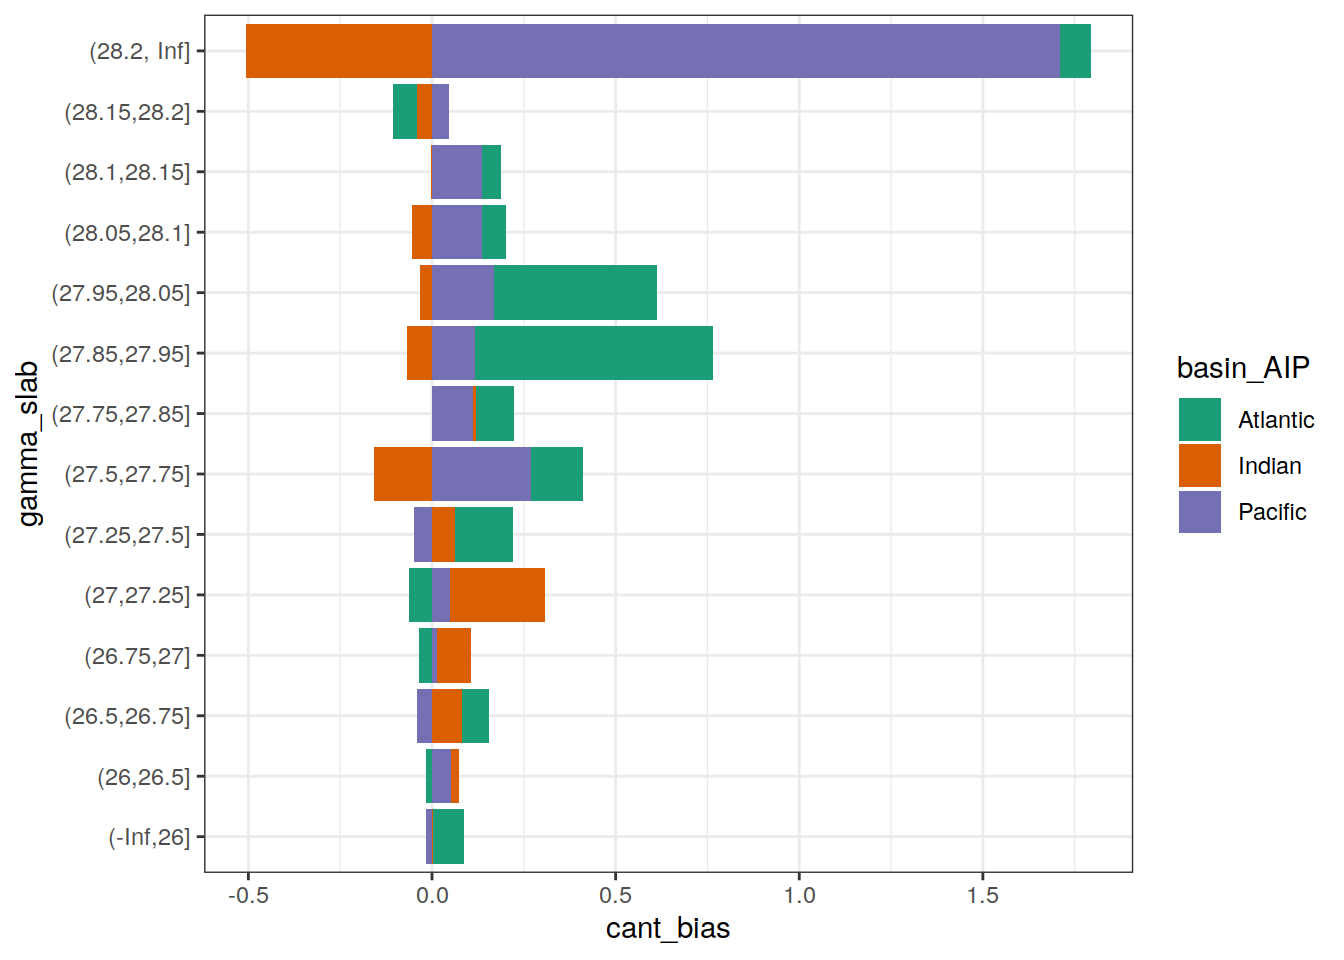 (28.2, Inf]
(28.15,28.2]
(28.1,28.15]
(28.05,28.1]
(27.95,28.05]
(27.85,27.95]
(27.75,27.85]
(27.5,27.75]
(27.25,27.5]
(27,27.25]
(26.75,27]
(26.5,26.75]
(26,26.5]
(-Inf,26]
gamma_slab
-0.5 0.0 0.5 1.0 1.5
cant_bias
basin_AIP
Atlantic
Indian
Pacific